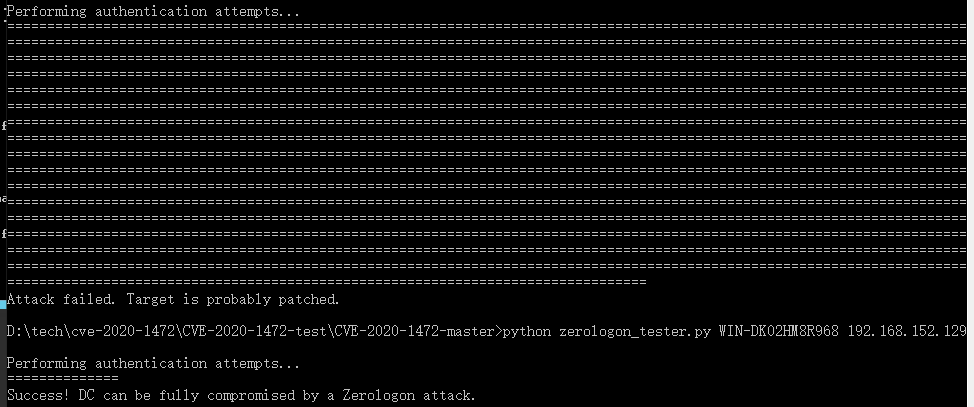 Performing authentication attempts...
Attack failed. Target is probably patched.
D:\tech\cve-2020-1472\CVE-2020-1472-test\CVE-2020-1472-master>python zerologon_tester.py WIN-DK02HM8R968 192.168.152.129
Performing authentication attempts...
==============
Success! DC can be fully compromised by a Zerologon attack.